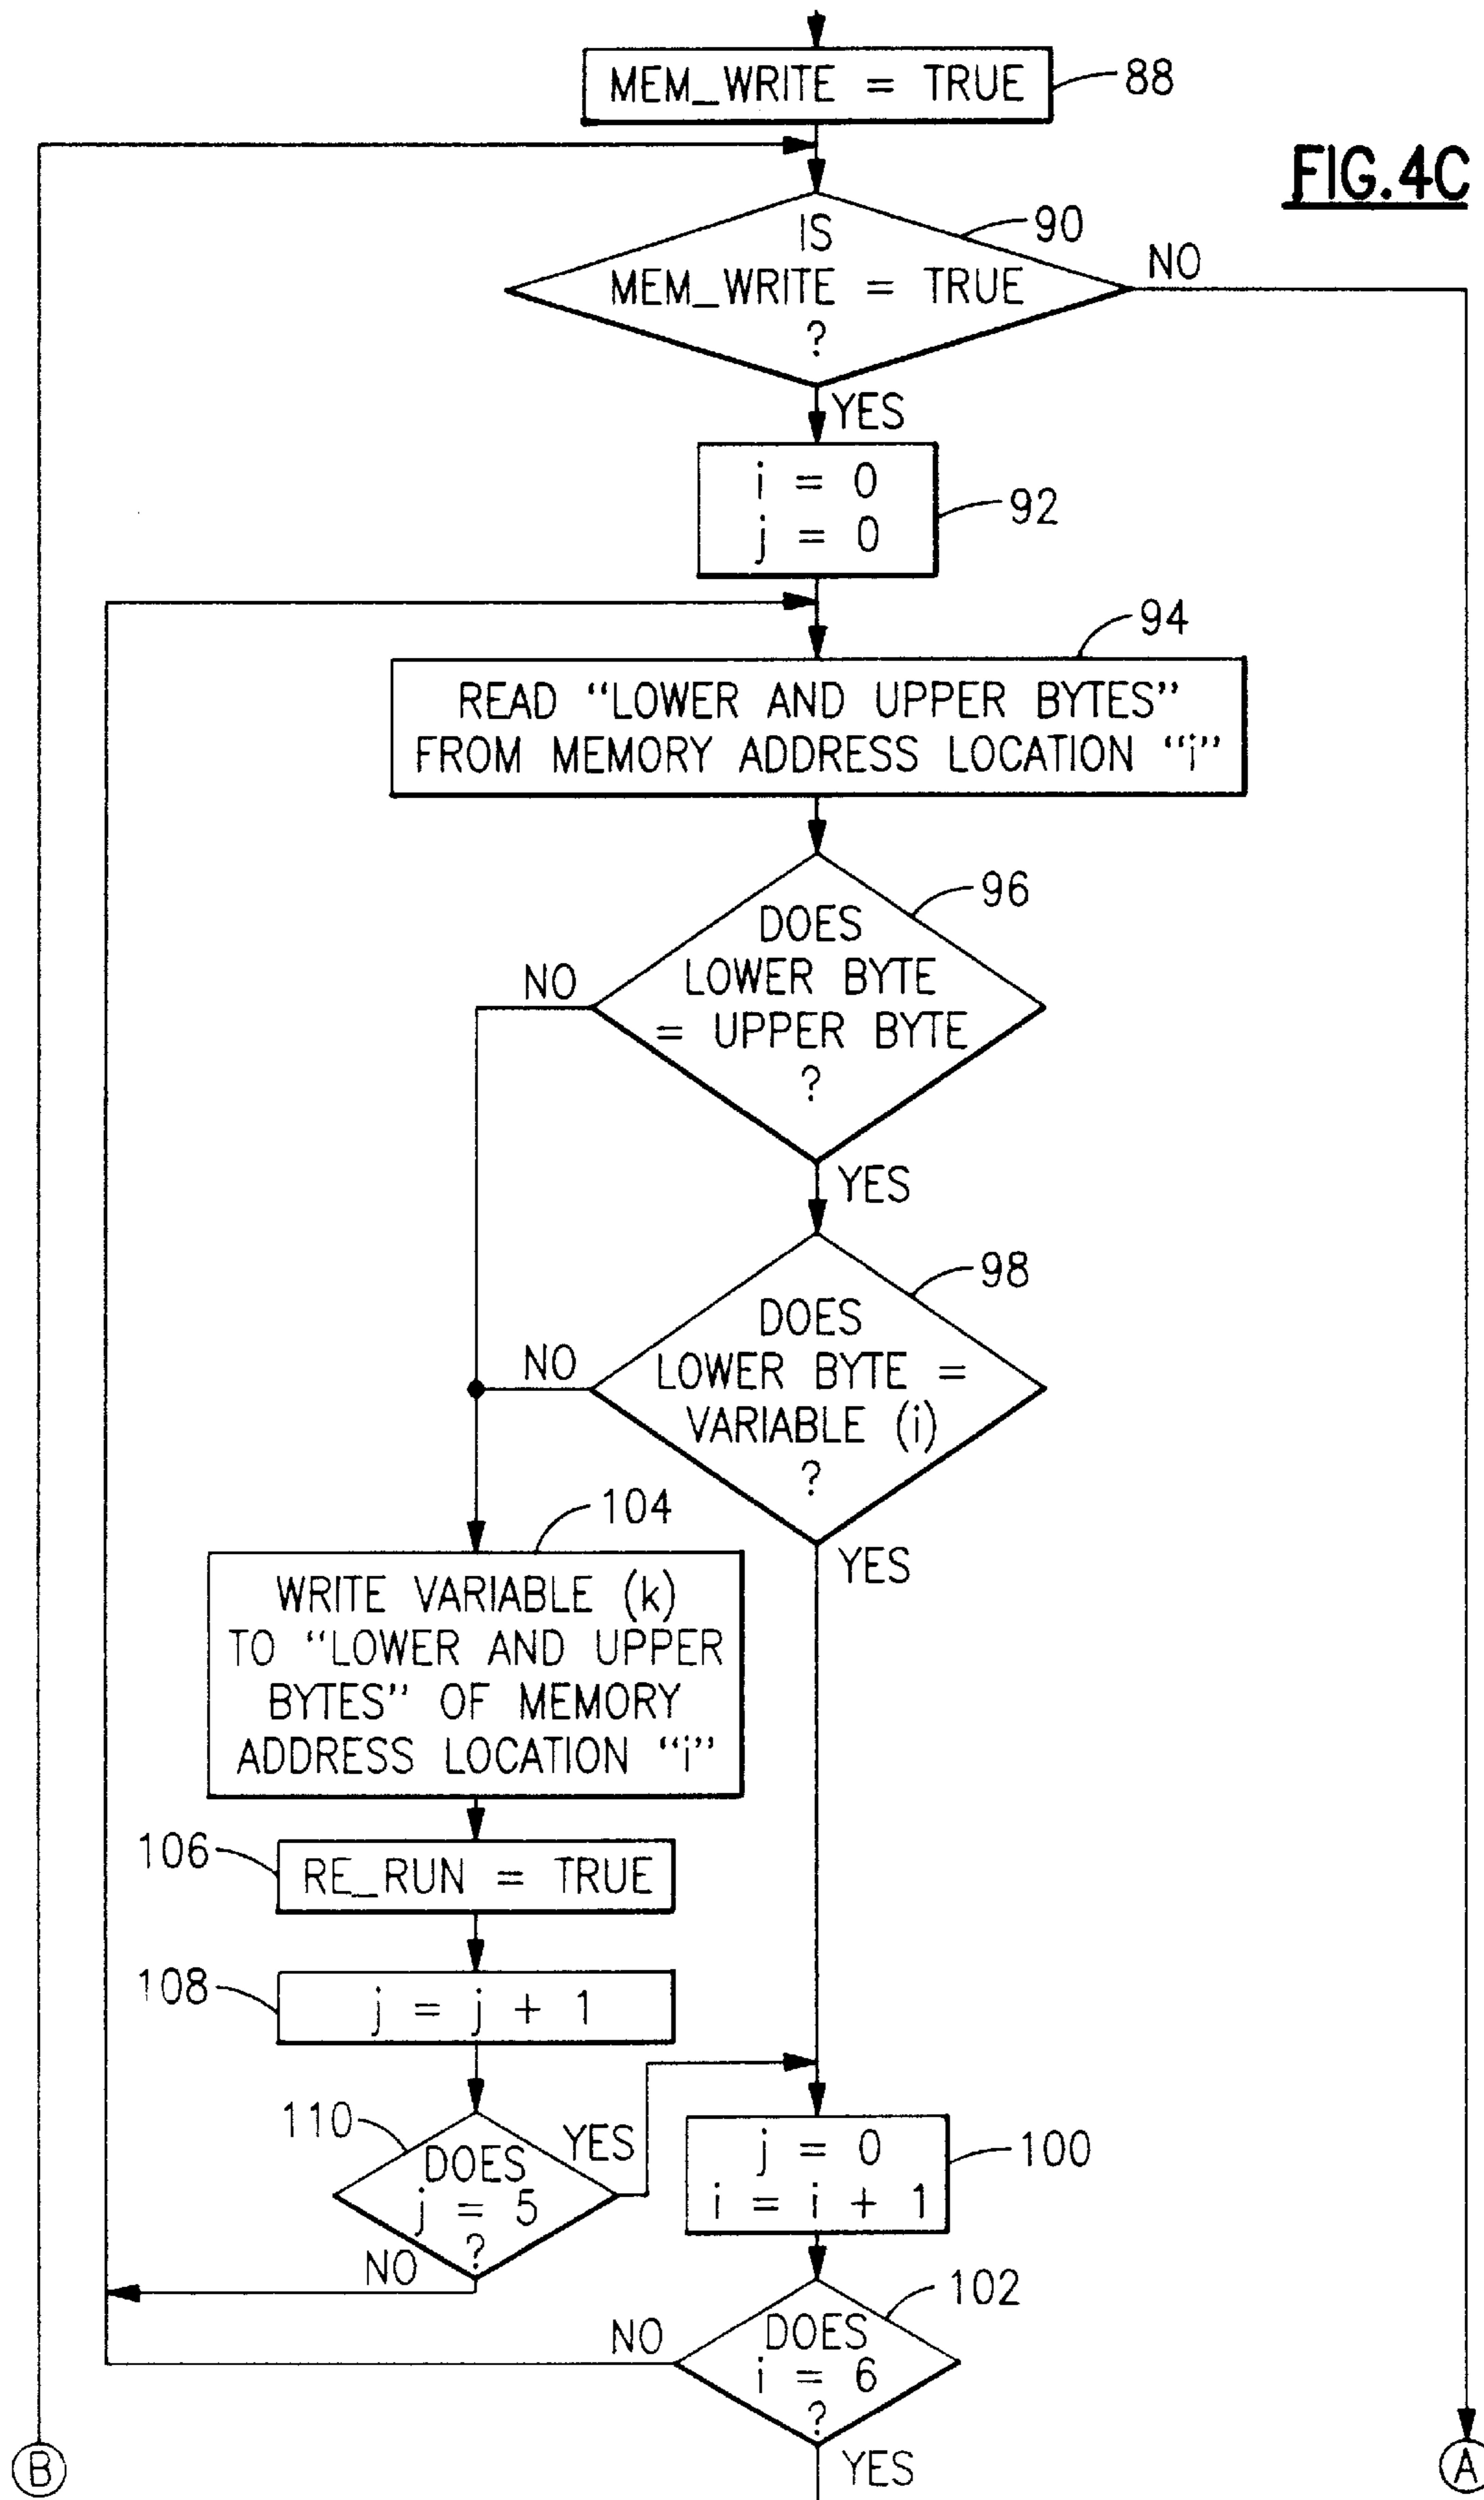 MEM_WRITE = TRUE
88
FIG.4C
90
IS
MEM_WRITE = TRUE
?
NO
YES
i = 0
j = 0
92
94
READ “LOWER AND UPPER BYTES”
FROM MEMORY ADDRESS LOCATION “i”
96
DOES
LOWER BYTE
= UPPER BYTE
?
NO
YES
98
DOES
LOWER BYTE =
VARIABLE (i)
?
NO
YES
104
WRITE VARIABLE (k)
TO “LOWER AND UPPER
BYTES” OF MEMORY
ADDRESS LOCATION “i”
106
RE_RUN = TRUE
108
j = j + 1
110
DOES
j = 5
?
YES
NO
j = 0
i = i + 1
100
102
DOES
i = 6
?
NO
YES
B
A